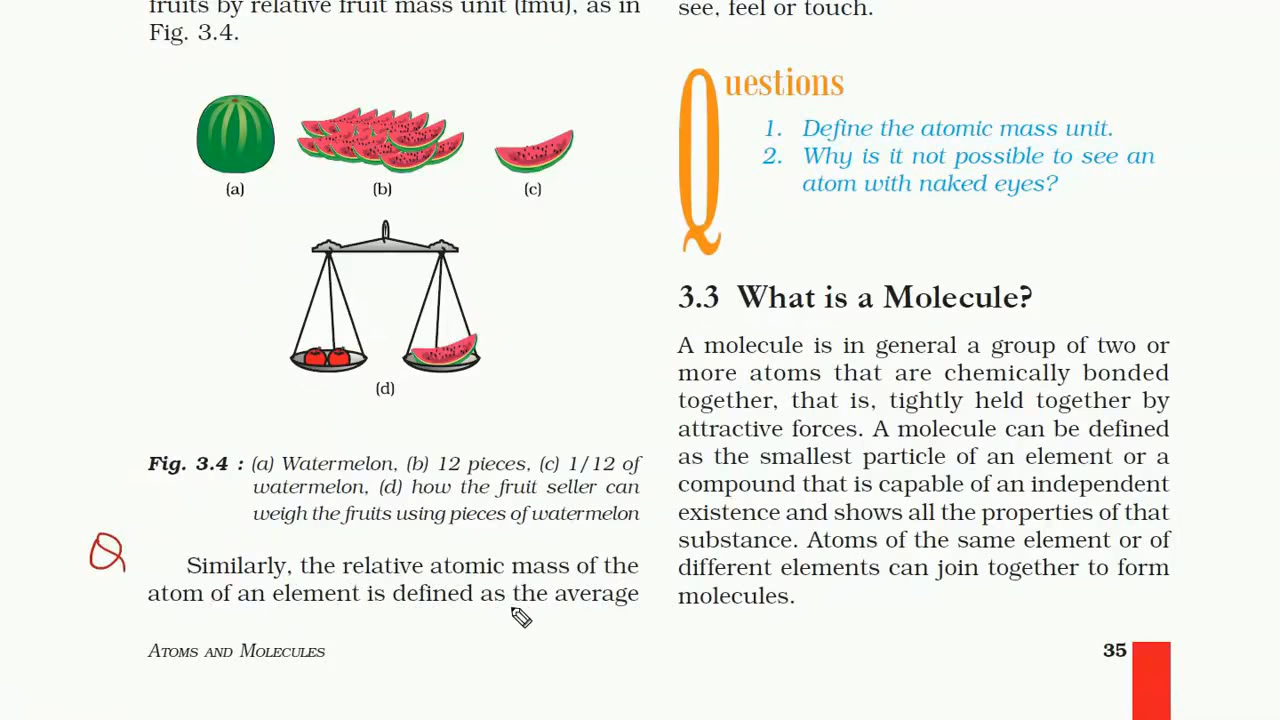 fruits by relative fruit mass unit (fmu), as in
Fig. 3.4.
(a)
(b)
(c)
(d)
Fig. 3.4 : (a) Watermelon, (b) 12 pieces, (c) 1/12 of
watermelon, (d) how the fruit seller can
weigh the fruits using pieces of watermelon
Q
Similarly, the relative atomic mass of the
atom of an element is defined as the average
see, feel or touch.
Questions
1. Define the atomic mass unit.
2. Why is it not possible to see an
atom with naked eyes?
3.3 What is a Molecule?
A molecule is in general a group of two or
more atoms that are chemically bonded
together, that is, tightly held together by
attractive forces. A molecule can be defined
as the smallest particle of an element or a
compound that is capable of an independent
existence and shows all the properties of that
substance. Atoms of the same element or of
different elements can join together to form
molecules.
ATOMS AND MOLECULES
35